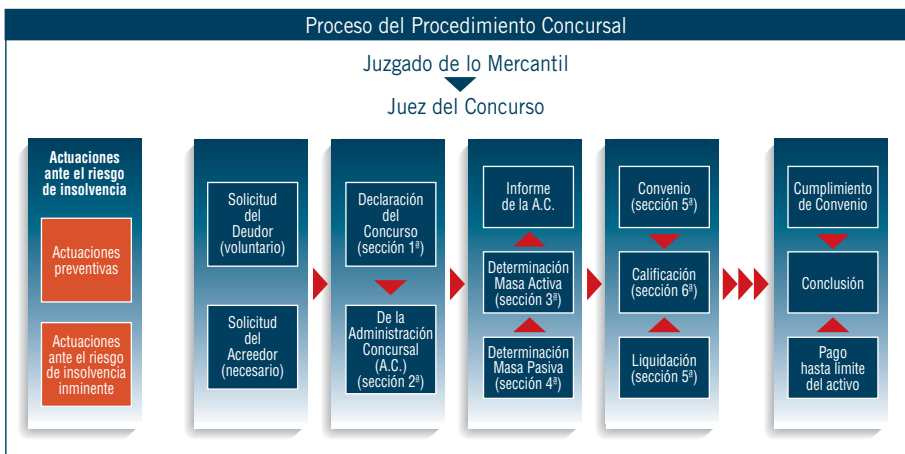 Proceso del Procedimiento Concursal
Juzgado de lo Mercantil
Juez del Concurso
Actuaciones
ante el riesgo
de insolvencia
Actuaciones
preventivas
Actuaciones
ante el riesgo
de insolvencia
inminente
Solicitud
del
Deudor
(voluntario)
Solicitud
del
Acreedor
(necesario)
Declaración
del
Concurso
(sección 1ª)
De la
Administración
Concursal
(A.C.)
(sección 2ª)
Informe
de la A.C.
Determinación
Masa Activa
(sección 3ª)
Determinación
Masa Pasiva
(sección 4ª)
Convenio
(sección 5ª)
Calificación
(sección 6ª)
Liquidación
(sección 5ª)
Cumplimiento
de Convenio
Conclusión
Pago
hasta limite
del activo